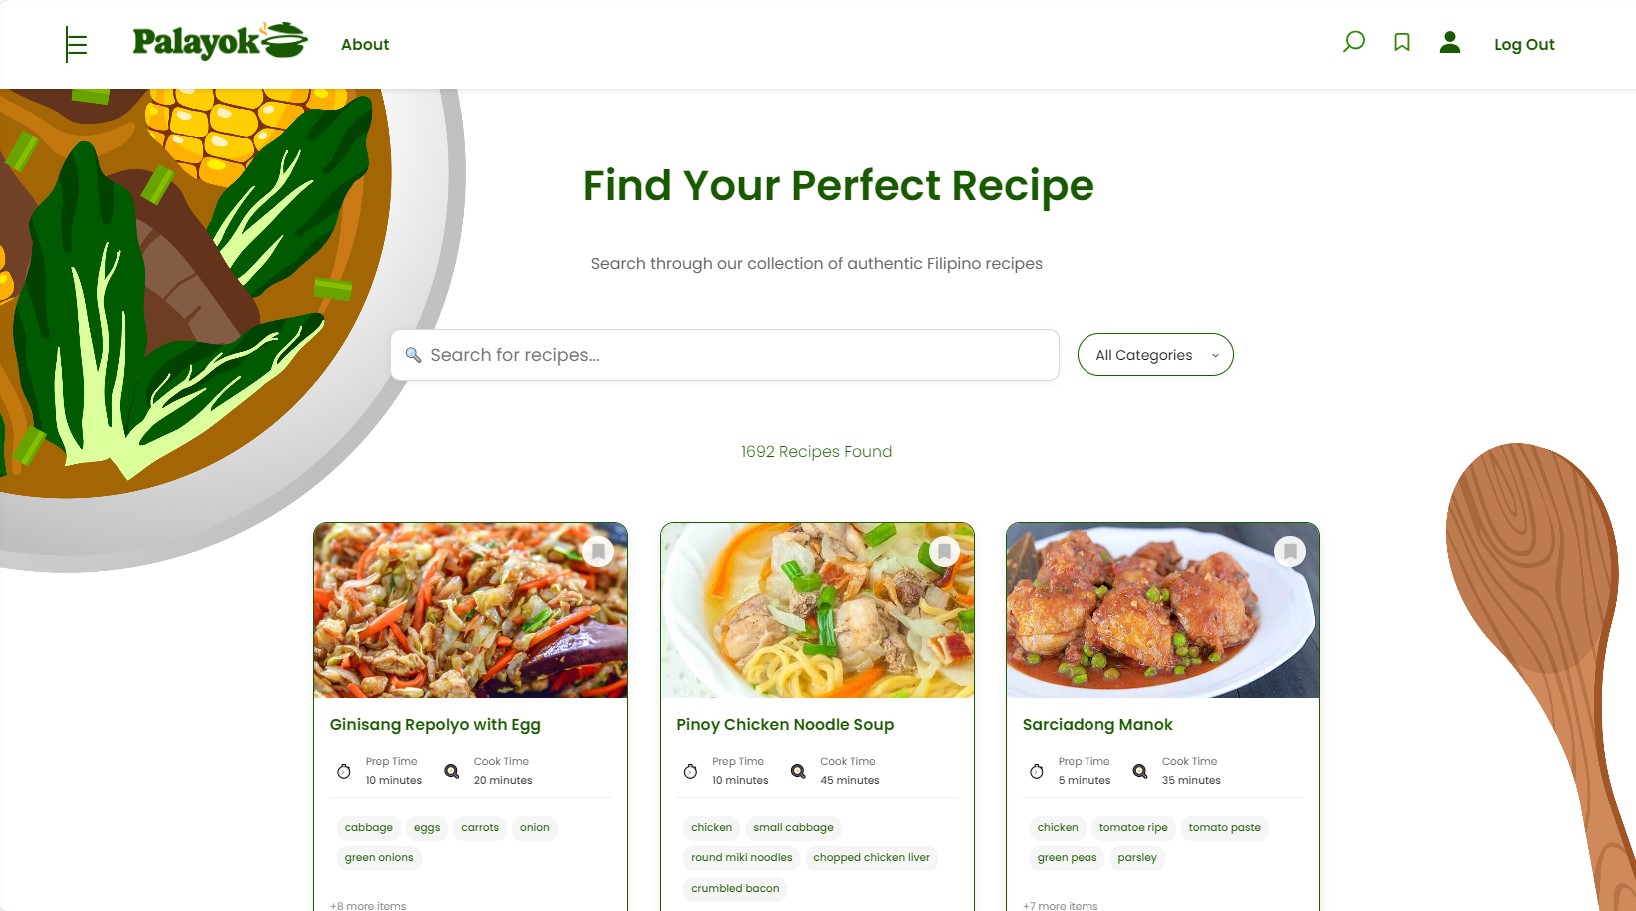 Palayok About Log Out
Find Your Perfect Recipe
Search through our collection of authentic Filipino recipes
Search for recipes...
All Categories
1692 Recipes Found
Ginisang Repolyo with Egg
Prep Time Cook Time
10 minutes 20 minutes
cabbage eggs carrots onion
green onions
+8 more items
Pinoy Chicken Noodle Soup
Prep Time Cook Time
10 minutes 45 minutes
chicken small cabbage
round miki noodles chopped chicken liver
crumbled bacon
Sarciadong Manok
Prep Time Cook Time
5 minutes 35 minutes
chicken tomatoe ripe tomato paste
green peas parsley
+7 more items